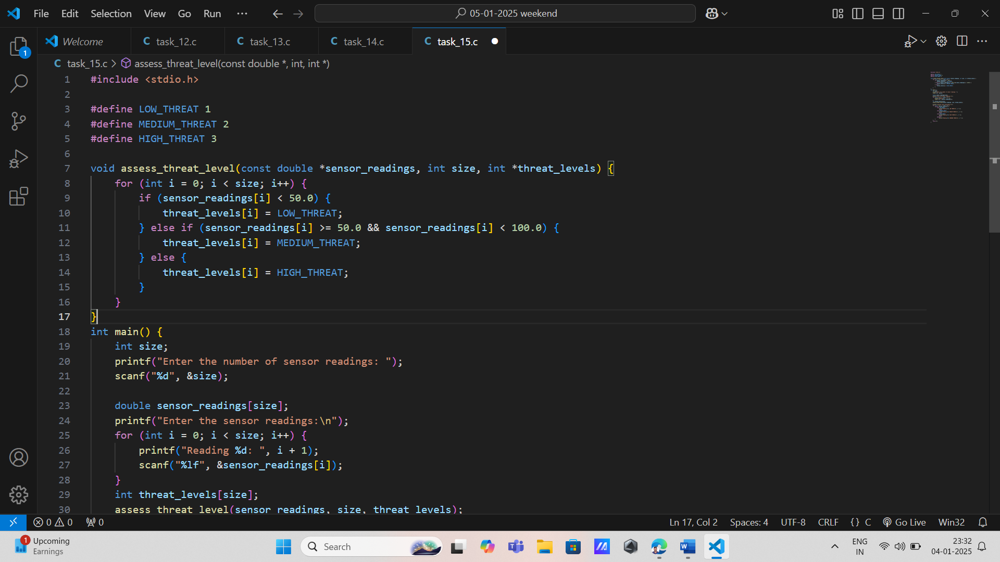 File Edit Selection View Go Run ··· 05-01-2025 weekend
Welcome task_12.c task_13.c task_14.c task_15.c
task_15.c > assess_threat_level(const double *, int, int *)
1 #include <stdio.h>
2
3 #define LOW_THREAT 1
4 #define MEDIUM_THREAT 2
5 #define HIGH_THREAT 3
6
7 void assess_threat_level(const double *sensor_readings, int size, int *threat_levels) {
8 for (int i = 0; i < size; i++) {
9 if (sensor_readings[i] < 50.0) {
10 threat_levels[i] = LOW_THREAT;
11 } else if (sensor_readings[i] >= 50.0 && sensor_readings[i] < 100.0) {
12 threat_levels[i] = MEDIUM_THREAT;
13 } else {
14 threat_levels[i] = HIGH_THREAT;
15 }
16 }
17 }
18 int main() {
19 int size;
20 printf("Enter the number of sensor readings: ");
21 scanf("%d", &size);
22
23 double sensor_readings[size];
24 printf("Enter the sensor readings:\n");
25 for (int i = 0; i < size; i++) {
26 printf("Reading %d: ", i + 1);
27 scanf("%lf", &sensor_readings[i]);
28 }
29 int threat_levels[size];
30 assess_threat_level(sensor_readings, size, threat_levels);
0 0 0 Ln 17, Col 2 Spaces: 4 UTF-8 CRLF {} C Go Live Win32
1 Upcoming
Earnings
Search
ENG
IN
23:32
04-01-2025